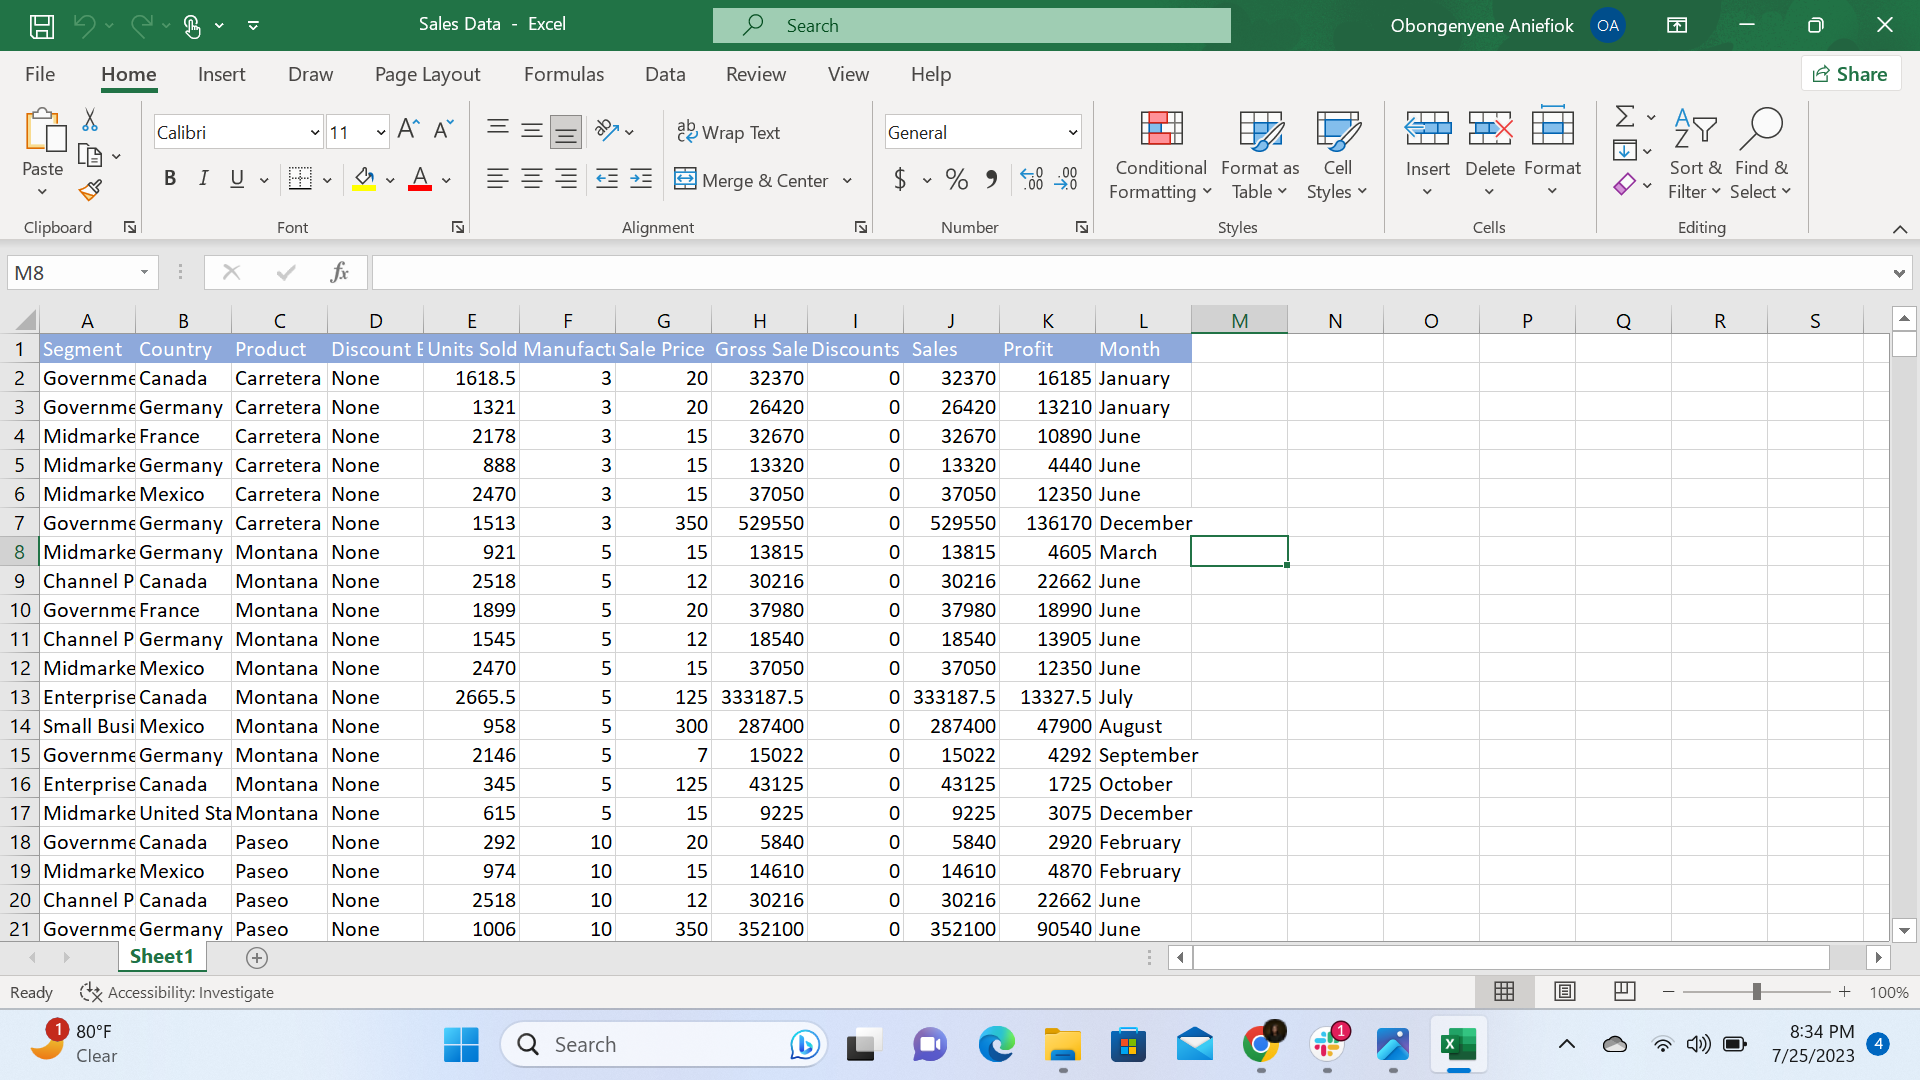 Sales Data - Excel
Search
Obongenyene Aniefiok OA
File Home Insert Draw Page Layout Formulas Data Review View Help Share
Calibri 11 A A ab Wrap Text General
Paste B I U A Merge & Center $ % Conditional Formatting Format as Table Cell Styles Insert Delete Format Sort & Filter Find & Select
Clipboard Font Alignment Number Styles Cells Editing
M8 fx
A B C D E F G H I J K L M N O P Q R S
1 Segment Country Product Discount E Units Sold Manufactu Sale Price Gross Sale Discounts Sales Profit Month
2 Governme Canada Carretera None 1618.5 3 20 32370 0 32370 16185 January
3 Governme Germany Carretera None 1321 3 20 26420 0 26420 13210 January
4 Midmarke France Carretera None 2178 3 15 32670 0 32670 10890 June
5 Midmarke Germany Carretera None 888 3 15 13320 0 13320 4440 June
6 Midmarke Mexico Carretera None 2470 3 15 37050 0 37050 12350 June
7 Governme Germany Carretera None 1513 3 350 529550 0 529550 136170 December
8 Midmarke Germany Montana None 921 5 15 13815 0 13815 4605 March
9 Channel P Canada Montana None 2518 5 12 30216 0 30216 22662 June
10 Governme France Montana None 1899 5 20 37980 0 37980 18990 June
11 Channel P Germany Montana None 1545 5 12 18540 0 18540 13905 June
12 Midmarke Mexico Montana None 2470 5 15 37050 0 37050 12350 June
13 Enterprise Canada Montana None 2665.5 5 125 333187.5 0 333187.5 13327.5 July
14 Small Busi Mexico Montana None 958 5 300 287400 0 287400 47900 August
15 Governme Germany Montana None 2146 5 7 15022 0 15022 4292 September
16 Enterprise Canada Montana None 345 5 125 43125 0 43125 1725 October
17 Midmarke United Sta Montana None 615 5 15 9225 0 9225 3075 December
18 Governme Canada Paseo None 292 10 20 5840 0 5840 2920 February
19 Midmarke Mexico Paseo None 974 10 15 14610 0 14610 4870 February
20 Channel P Canada Paseo None 2518 10 12 30216 0 30216 22662 June
21 Governme Germany Paseo None 1006 10 350 352100 0 352100 90540 June
Sheet1
Ready Accessibility: Investigate 100%
1 80°F
Clear
Search
1
8:34 PM
7/25/2023
4